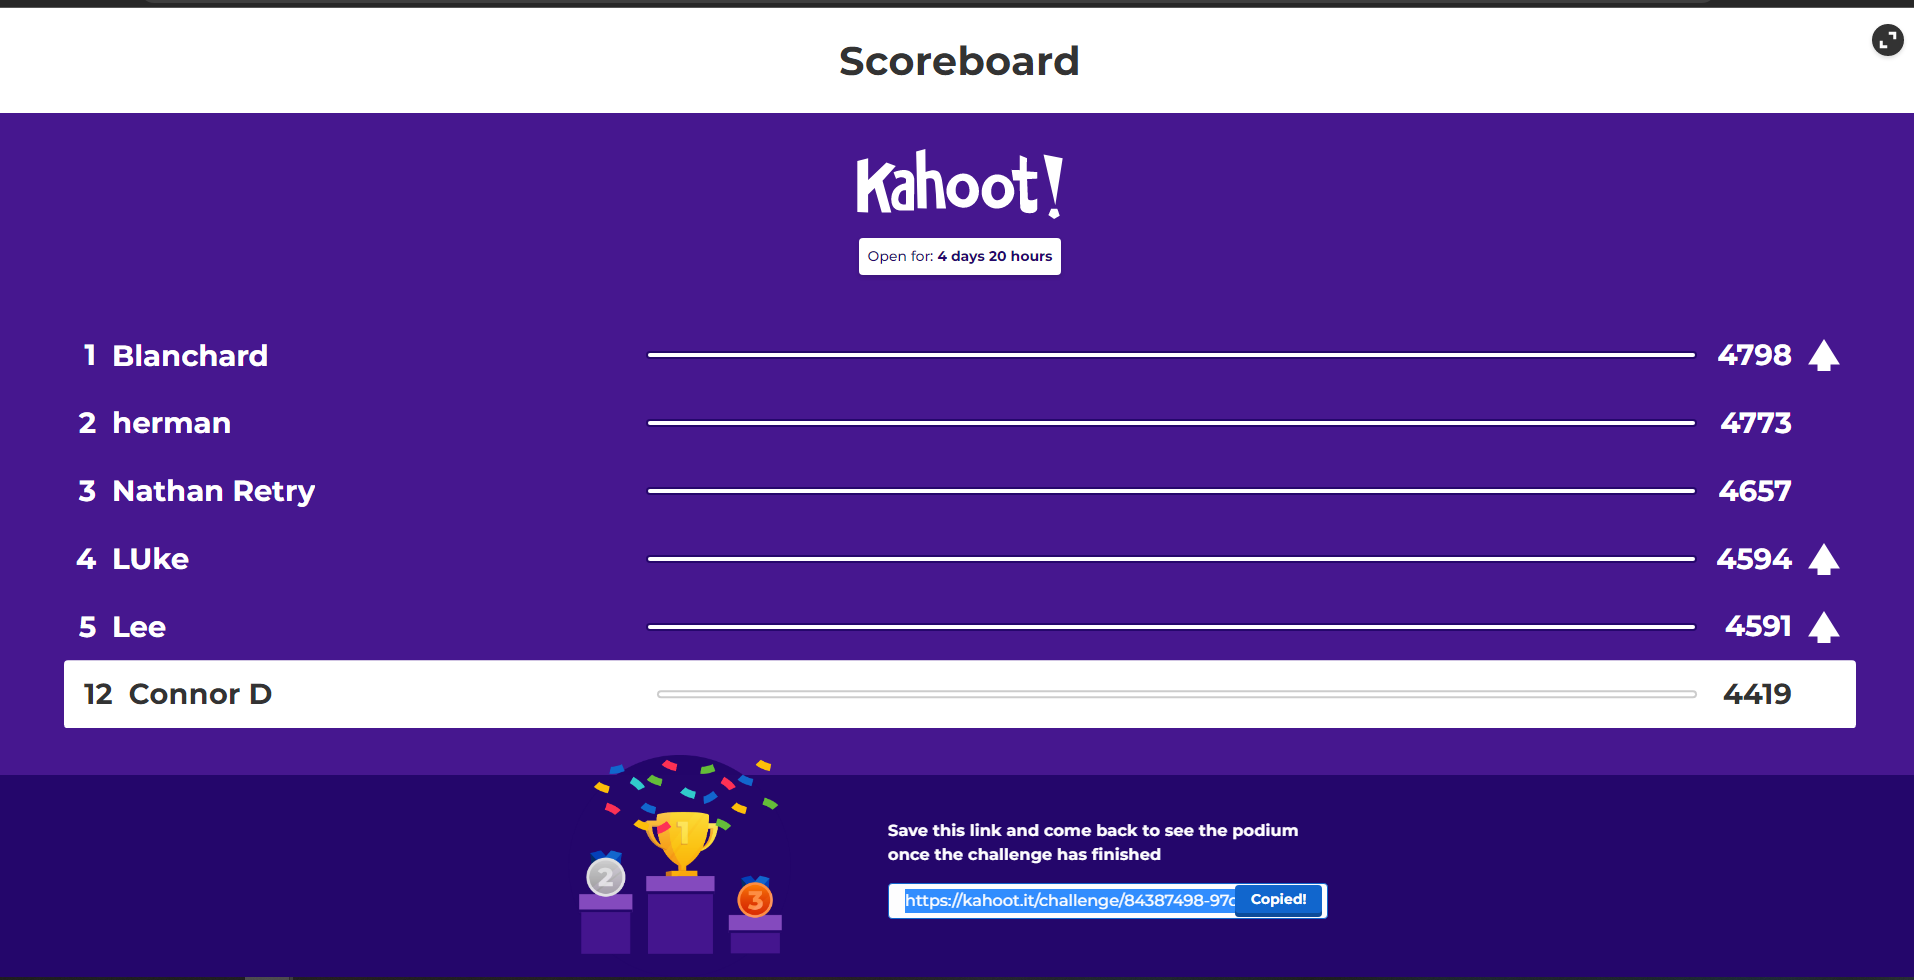 Scoreboard
Kahoot!
Open for: 4 days 20 hours
1 Blanchard 4798
2 herman 4773
3 Nathan Retry 4657
4 LUke 4594
5 Lee 4591
12 Connor D 4419
1
2
3
Save this link and come back to see the podium
once the challenge has finished
https://kahoot.it/challenge/84387498-97c Copied!